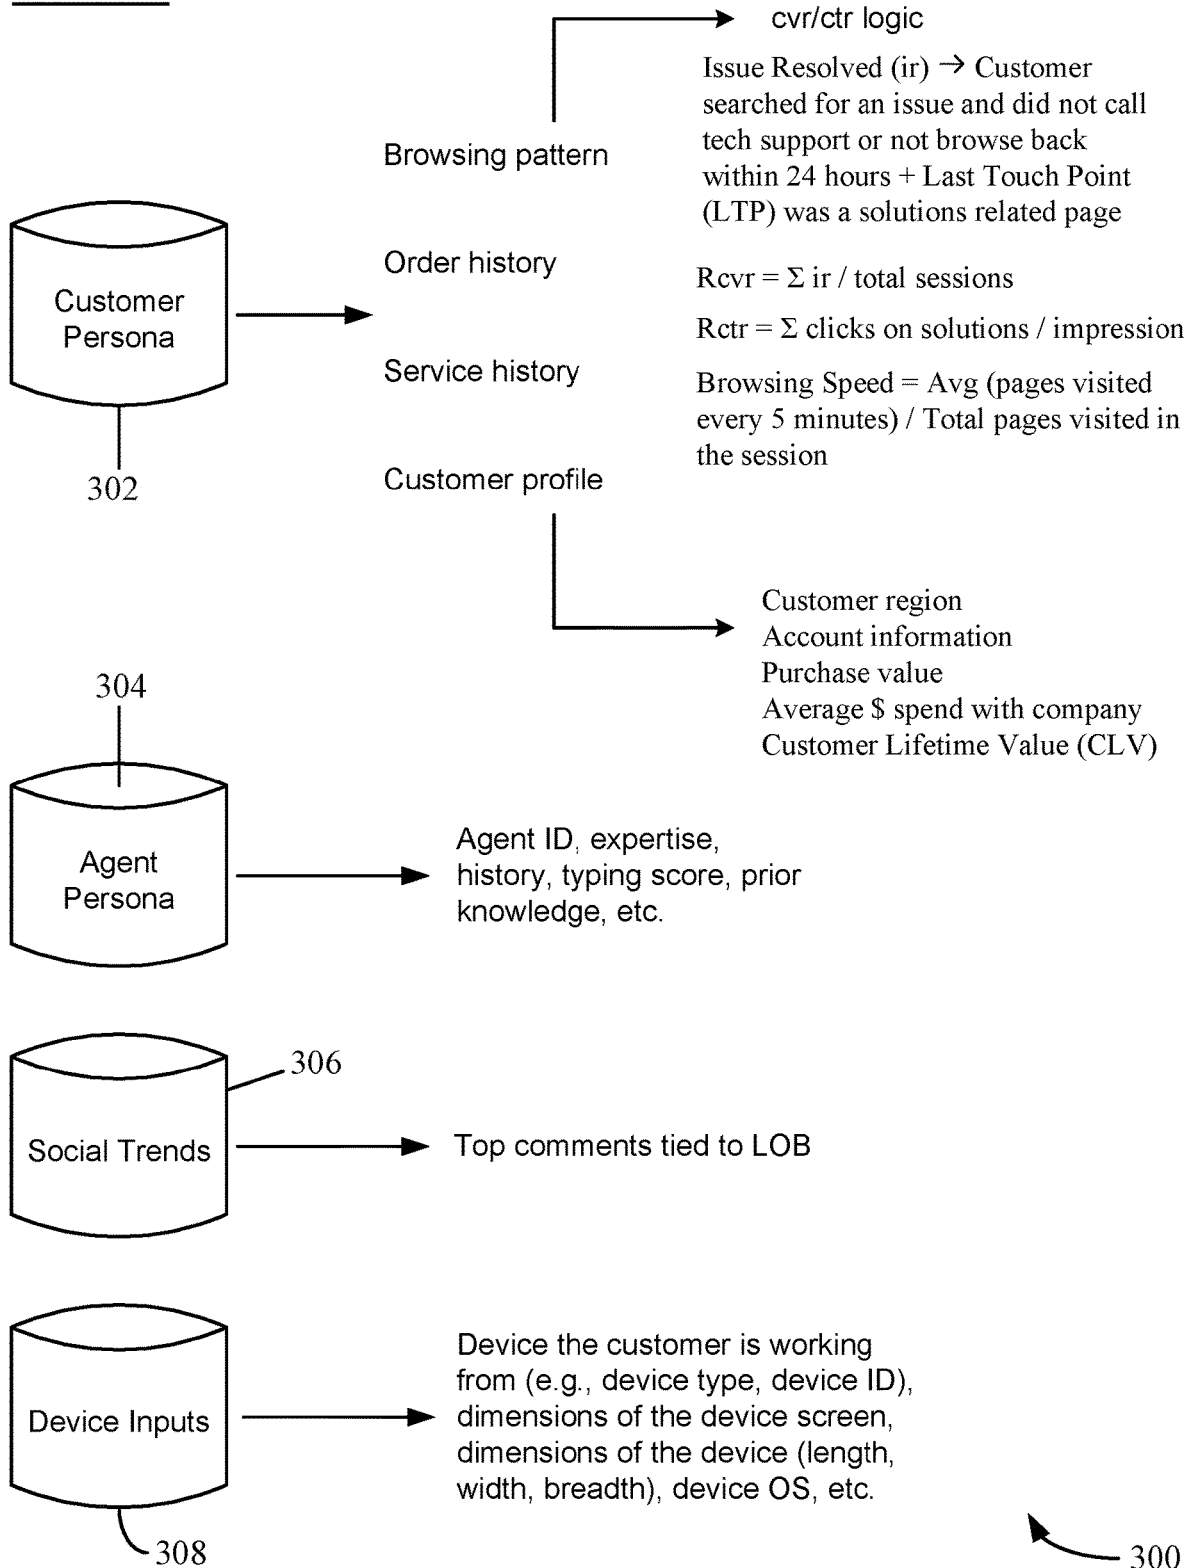 cvr/ctr logic
Issue Resolved (ir) → Customer
searched for an issue and did not call
tech support or not browse back
within 24 hours + Last Touch Point
(LTP) was a solutions related page
Browsing pattern
Order history
Rcvr = Σ ir / total sessions
Customer
Persona
Rctr = Σ clicks on solutions / impression
Service history
Browsing Speed = Avg (pages visited
every 5 minutes) / Total pages visited in
the session
Customer profile
302
Customer region
Account information
Purchase value
Average $ spend with company
Customer Lifetime Value (CLV)
304
Agent
Persona
Agent ID, expertise,
history, typing score, prior
knowledge, etc.
306
Social Trends
Top comments tied to LOB
Device Inputs
Device the customer is working
from (e.g., device type, device ID),
dimensions of the device screen,
dimensions of the device (length,
width, breadth), device OS, etc.
308
300